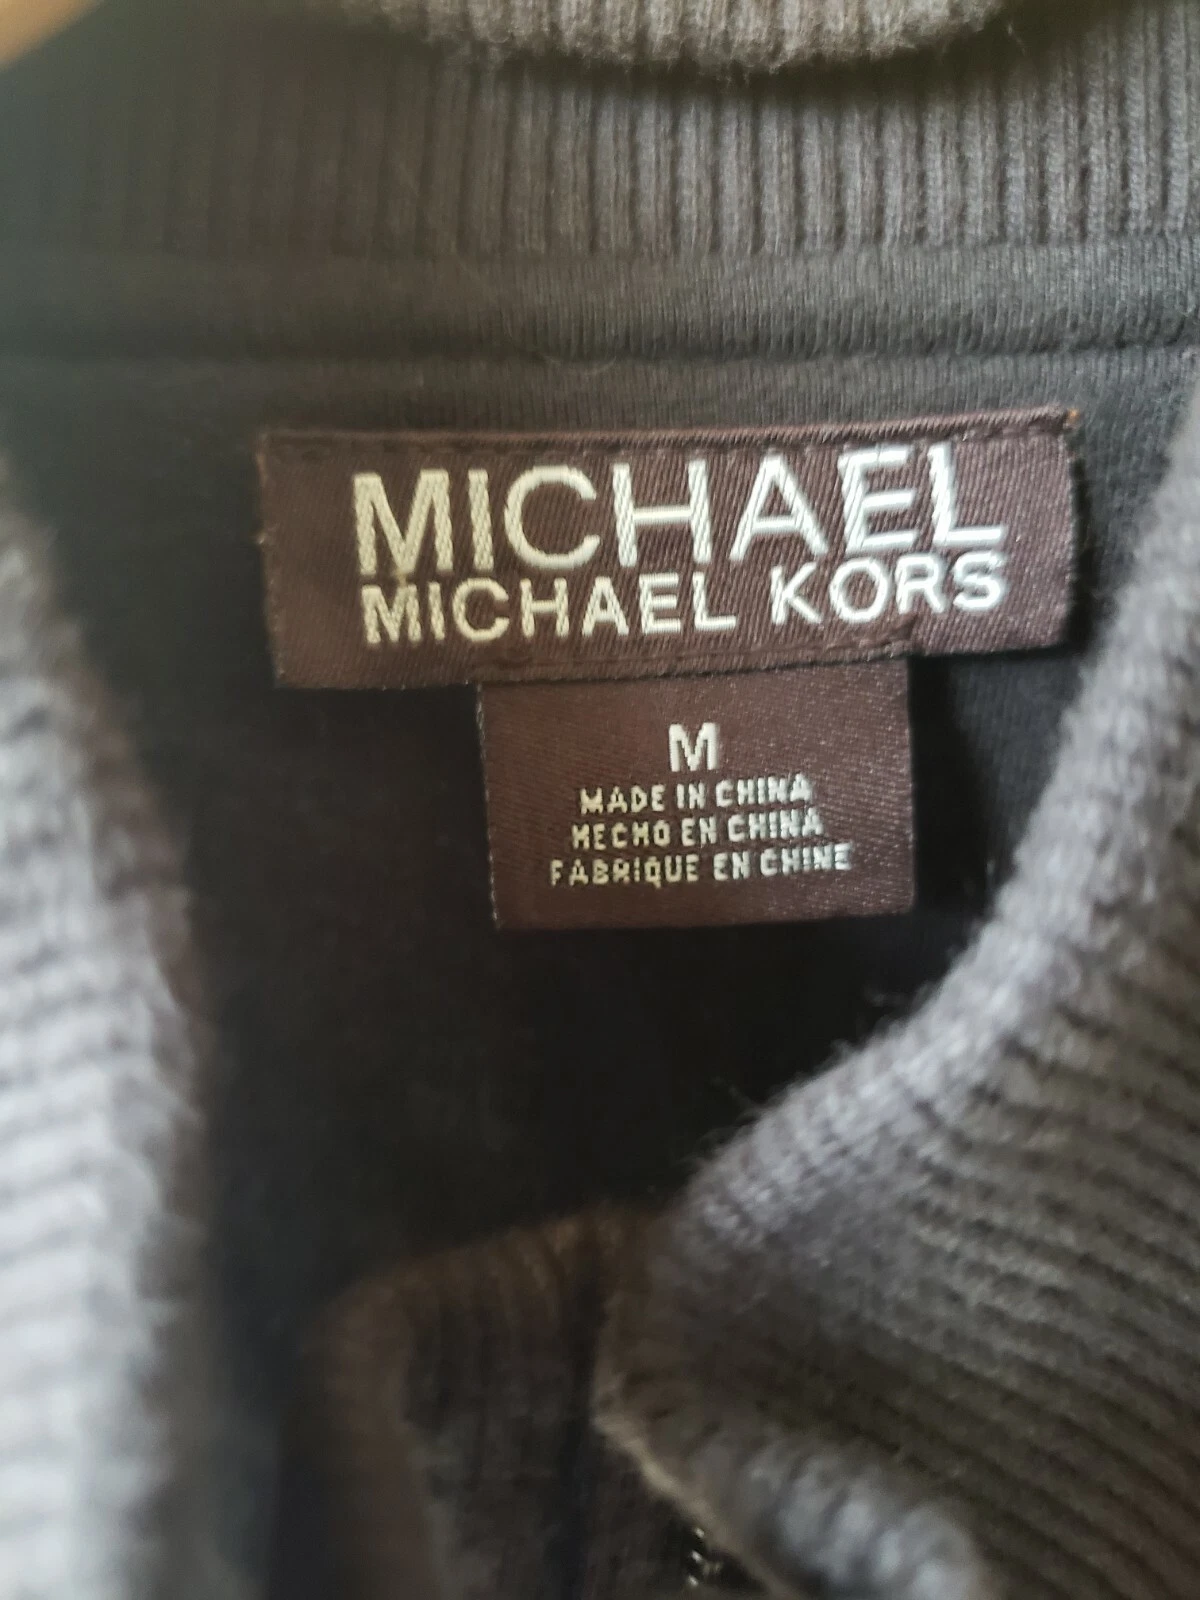 MICHAEL
MICHAEL KORS
M
MADE IN CHINA
HECHO EN CHINA
FABRIQUE EN CHINE